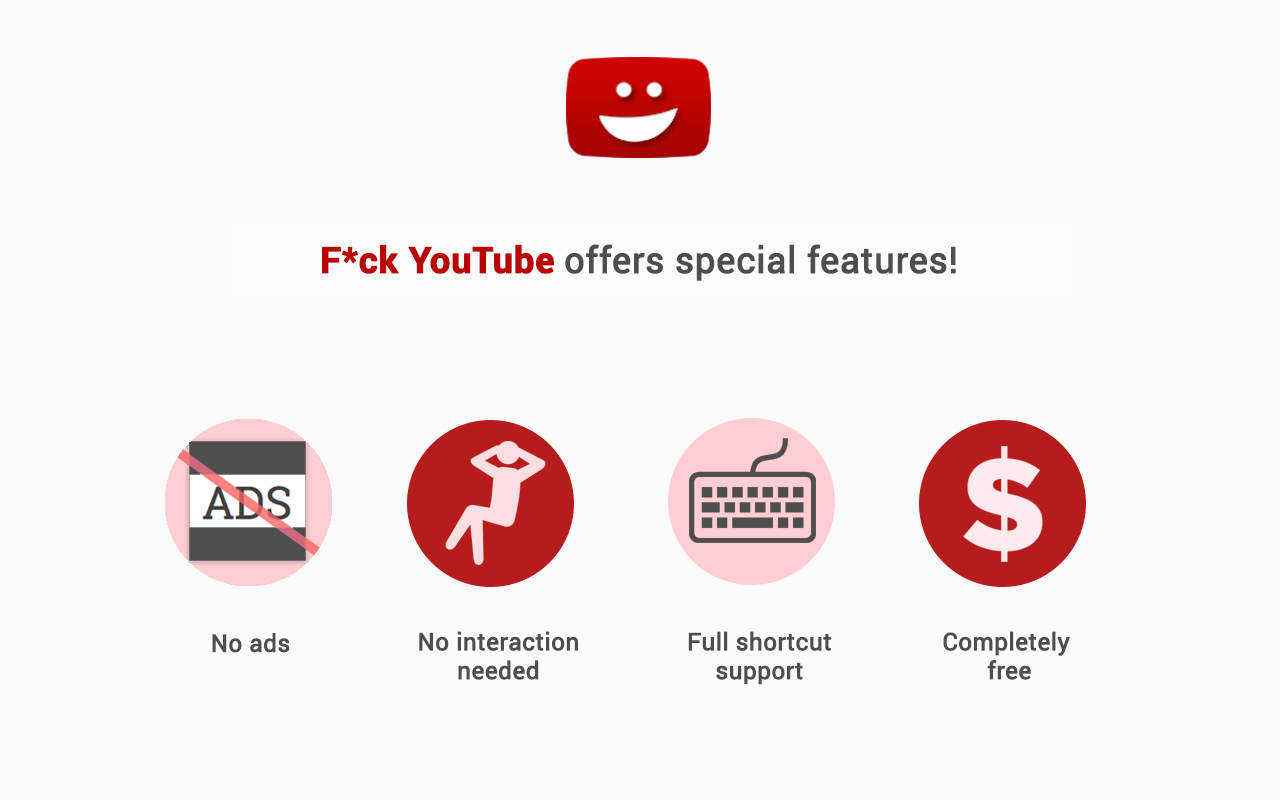 F*ck YouTube offers special features!
ADS
No ads
No interaction
needed
Full shortcut
support
$
Completely
free